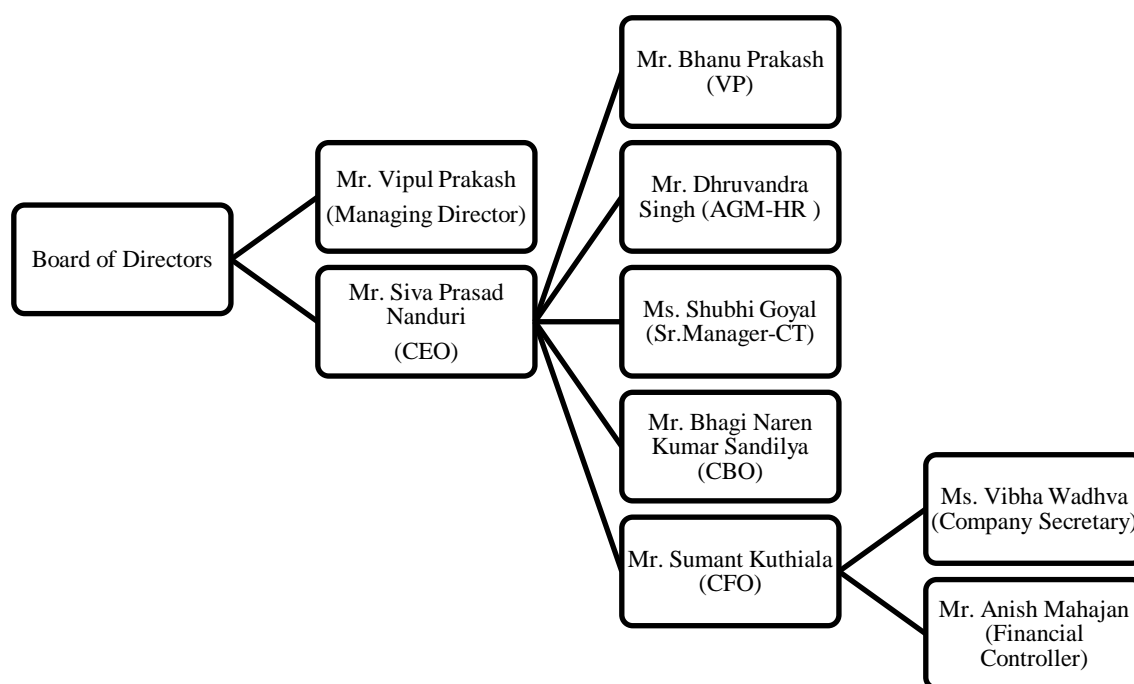 Board of Directors
Mr. Vipul Prakash
(Managing Director)
Mr. Siva Prasad
Nanduri
(CEO)
Mr. Bhanu Prakash
(VP)
Mr. Dhruvandra
Singh (AGM-HR )
Ms. Shubhi Goyal
(Sr.Manager-CT)
Mr. Bhagi Naren
Kumar Sandilya
(CBO)
Mr. Sumant Kuthiala
(CFO)
Ms. Vibha Wadhva
(Company Secretary)
Mr. Anish Mahajan
(Financial
Controller)